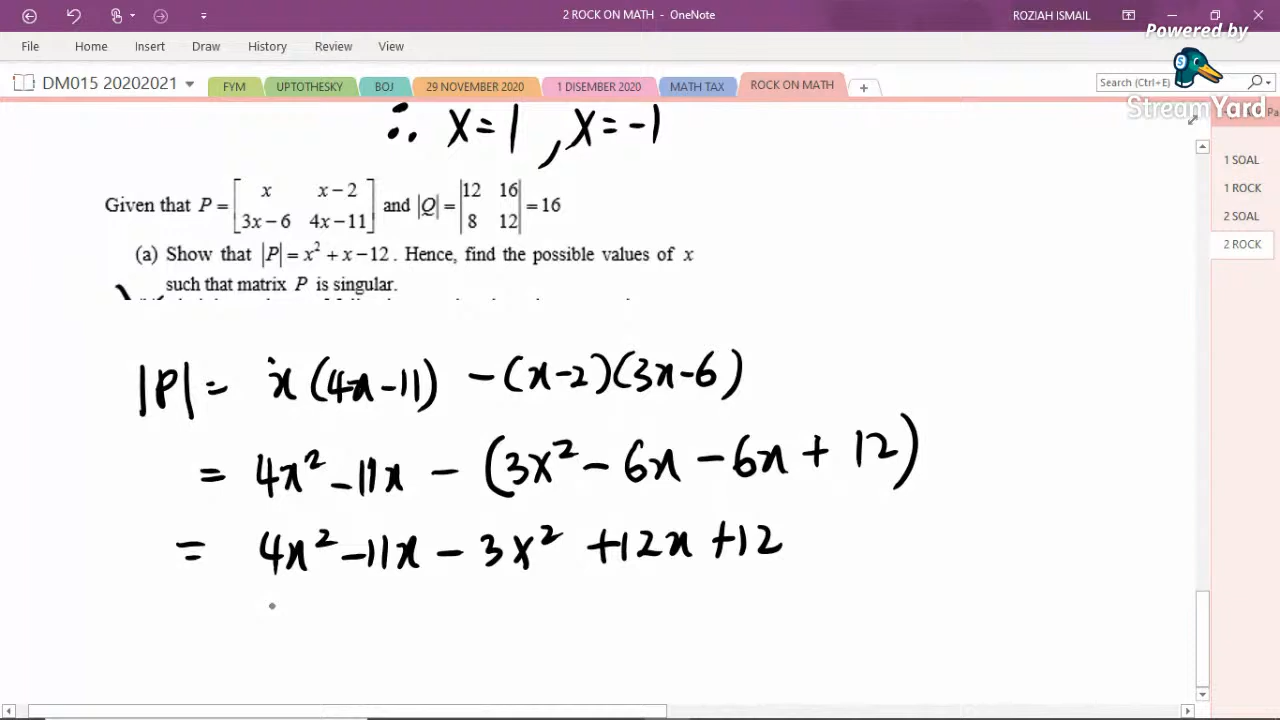 2 ROCK ON MATH - OneNote
ROZIAH ISMAIL
Powered by
File Home Insert Draw History Review View
DM015 20202021
FYM UPTOTHESKY BOJ 29 NOVEMBER 2020 1 DISEMBER 2020 MATH TAX ROCK ON MATH +
Search (Ctrl+E)
StreamYard
1 SOAL
1 ROCK
2 SOAL
2 ROCK
∴ x = 1 , x = -1
Given that P = [x x-2; 3x-6 4x-11] and |Q| = |12 16; 8 12| = 16
(a) Show that |P| = x² + x - 12. Hence, find the possible values of x
such that matrix P is singular.
|P| = x(4x-11) - (x-2)(3x-6)
= 4x² - 11x - (3x² - 6x - 6x + 12)
= 4x² - 11x - 3x² + 12x + 12